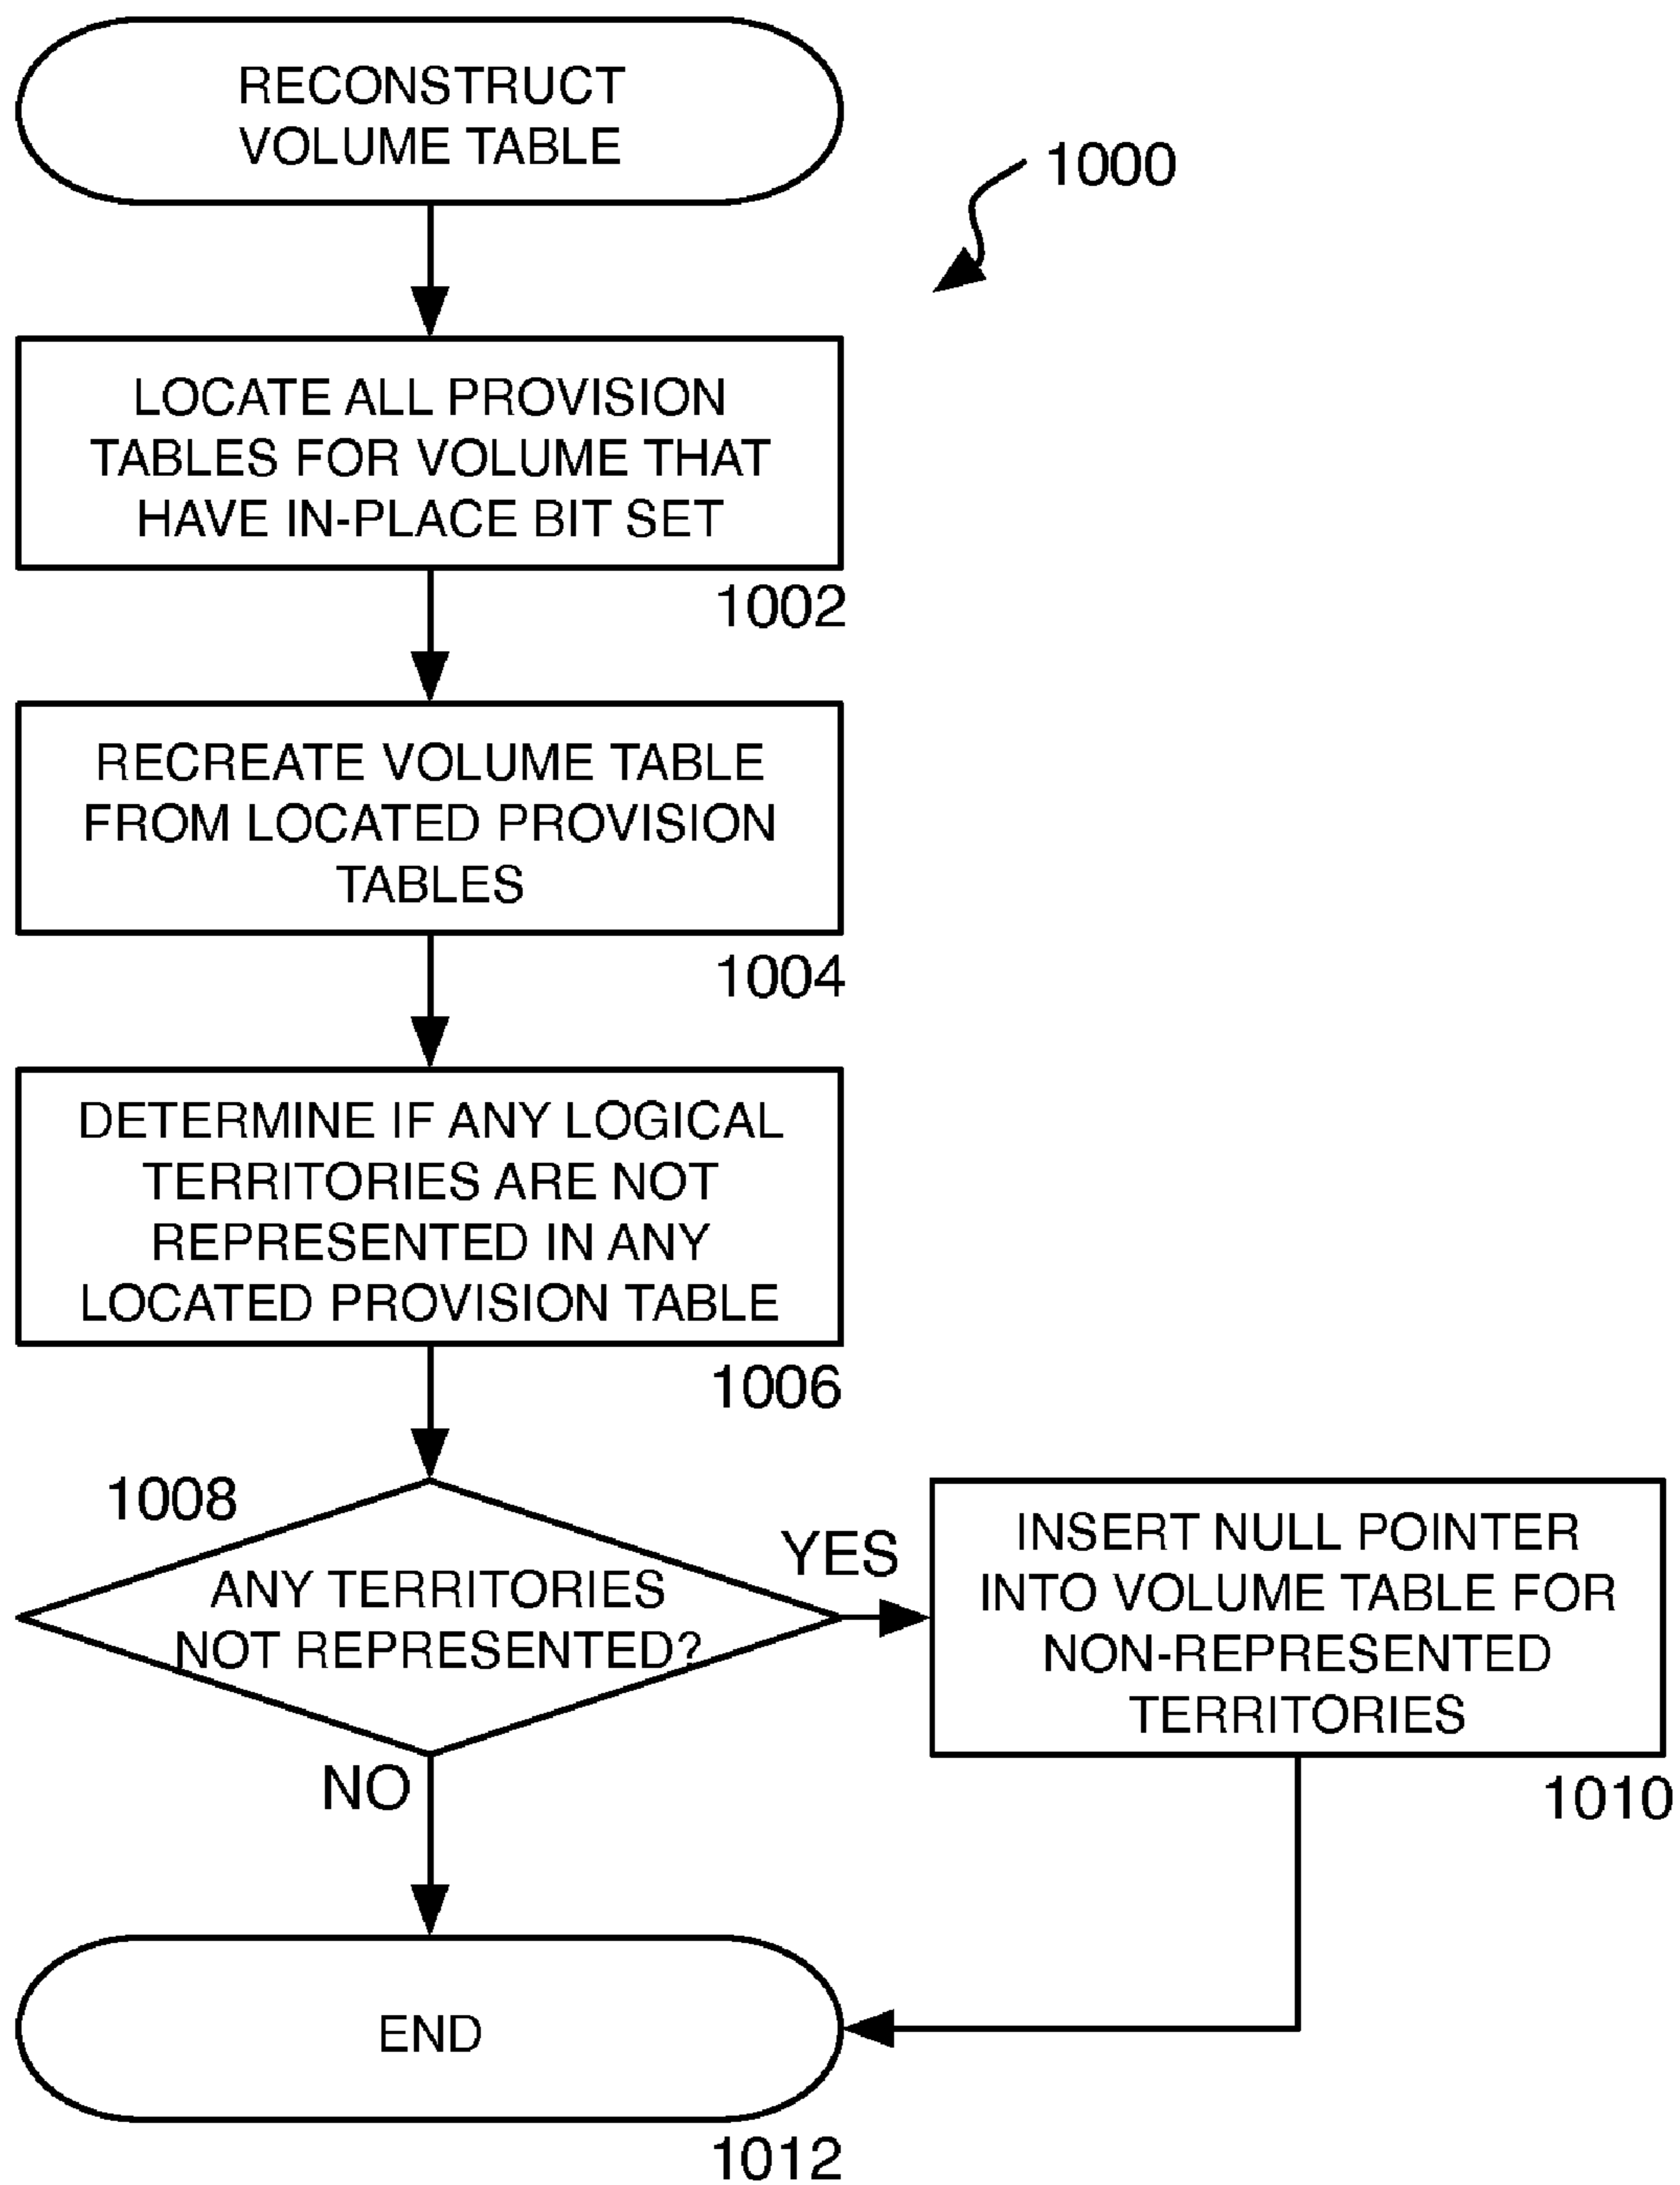 RECONSTRUCT
VOLUME TABLE
1000
LOCATE ALL PROVISION
TABLES FOR VOLUME THAT
HAVE IN-PLACE BIT SET
1002
RECREATE VOLUME TABLE
FROM LOCATED PROVISION
TABLES
1004
DETERMINE IF ANY LOGICAL
TERRITORIES ARE NOT
REPRESENTED IN ANY
LOCATED PROVISION TABLE
1006
1008
ANY TERRITORIES
NOT REPRESENTED?
YES
INSERT NULL POINTER
INTO VOLUME TABLE FOR
NON-REPRESENTED
TERRITORIES
1010
NO
END
1012